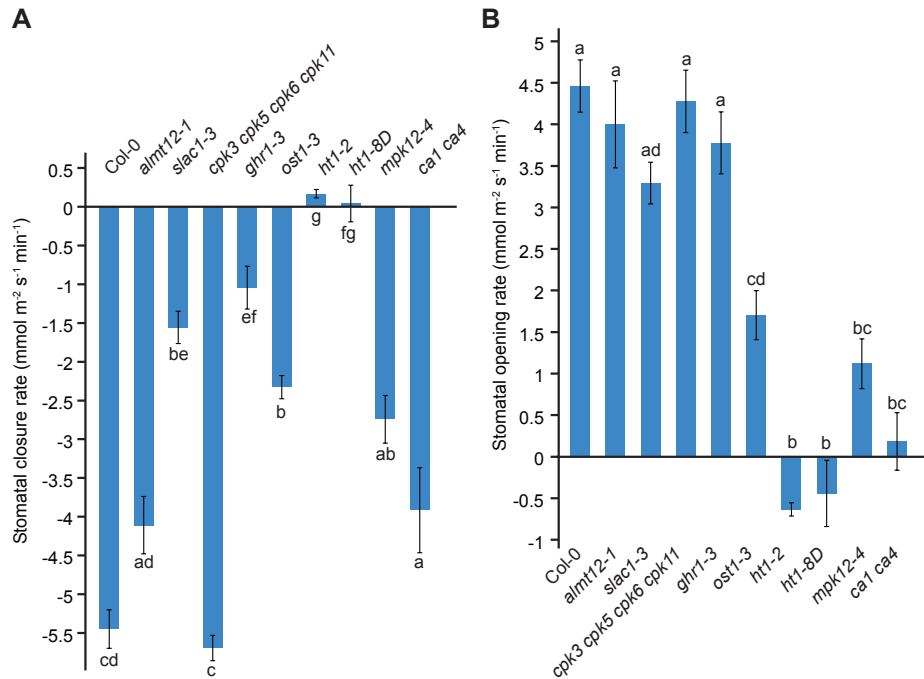 A
Col-0
almt12-1
slac1-3
cpk3 cpk5 cpk6 cpk11
ghr1-3
ost1-3
ht1-2
ht1-8D
mpk12-4
ca1 ca4
Stomatal closure rate (mmol m⁻² s⁻¹ min⁻¹)
0.5
0
-0.5
-1
-1.5
-2
-2.5
-3
-3.5
-4
-4.5
-5
-5.5
cd
ad
be
c
ef
b
g
fg
ab
a
B
Stomatal opening rate (mmol m⁻² s⁻¹ min⁻¹)
5
4.5
4
3.5
3
2.5
2
1.5
1
0.5
0
-0.5
-1
a
a
ad
a
a
cd
b
b
bc
bc
Col-0
almt12-1
slac1-3
cpk3 cpk5 cpk6 cpk11
ghr1-3
ost1-3
ht1-2
ht1-8D
mpk12-4
ca1 ca4